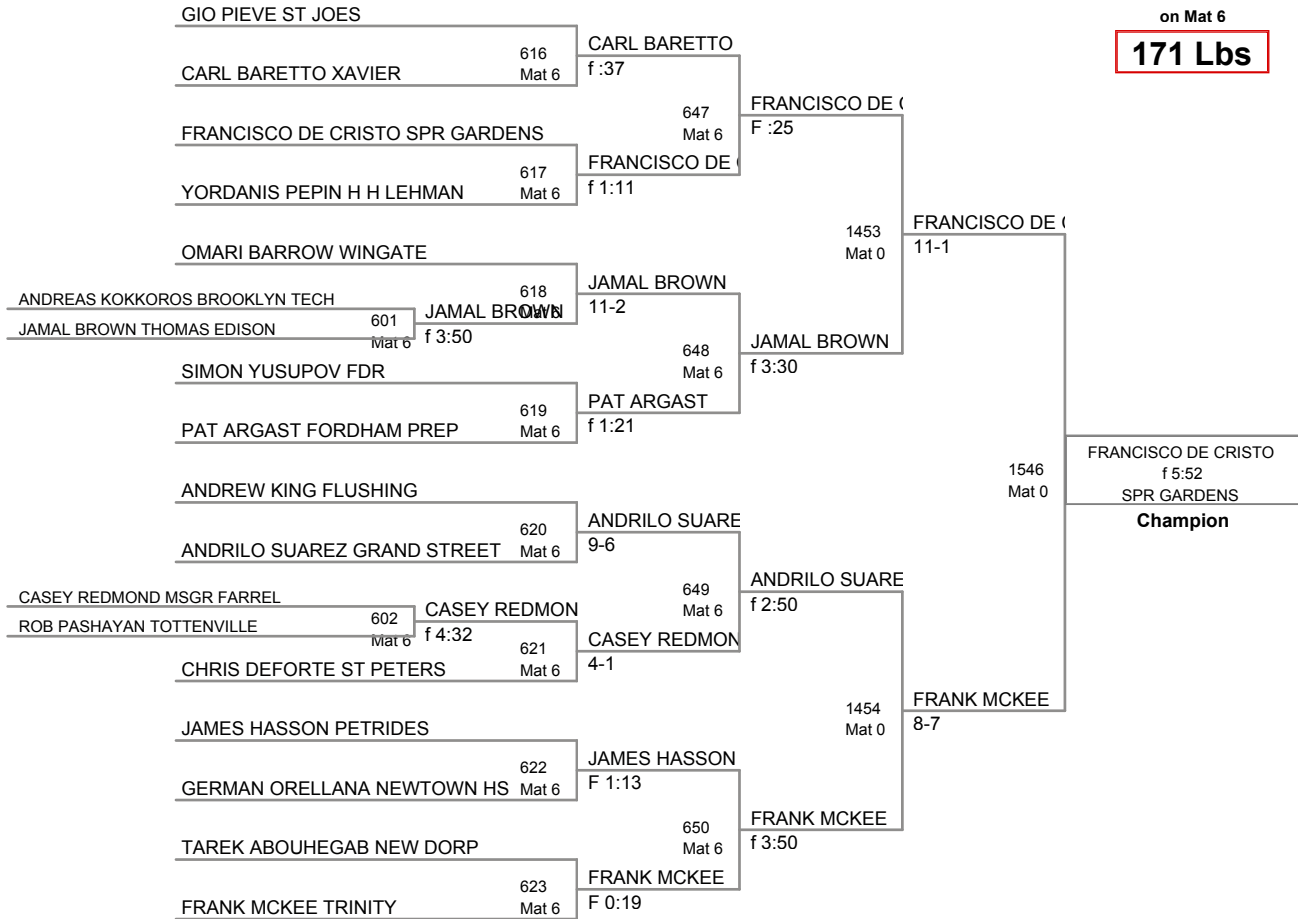 GIO PIEVE ST JOES
on Mat 6
171 Lbs
616
Mat 6
CARL BARETTO
f :37
CARL BARETTO XAVIER
647
Mat 6
FRANCISCO DE C
F :25
FRANCISCO DE CRISTO SPR GARDENS
617
Mat 6
FRANCISCO DE C
f 1:11
YORDANIS PEPIN H H LEHMAN
1453
Mat 0
FRANCISCO DE C
11-1
OMARI BARROW WINGATE
618
Mat 6
JAMAL BROWN
11-2
ANDREAS KOKKOROS BROOKLYN TECH
601
Mat 6
JAMAL BROWN
f 3:50
JAMAL BROWN THOMAS EDISON
648
Mat 6
JAMAL BROWN
f 3:30
SIMON YUSUPOV FDR
619
Mat 6
PAT ARGAST
f 1:21
PAT ARGAST FORDHAM PREP
1546
Mat 0
FRANCISCO DE CRISTO
f 5:52
SPR GARDENS
Champion
ANDREW KING FLUSHING
620
Mat 6
ANDRILO SUARE
9-6
ANDRILO SUAREZ GRAND STREET
649
Mat 6
ANDRILO SUARE
f 2:50
CASEY REDMOND MSGR FARREL
602
Mat 6
CASEY REDMON
f 4:32
ROB PASHAYAN TOTTENVILLE
621
Mat 6
CASEY REDMON
4-1
CHRIS DEFORTE ST PETERS
1454
Mat 0
FRANK MCKEE
8-7
JAMES HASSON PETRIDES
622
Mat 6
JAMES HASSON
F 1:13
GERMAN ORELLANA NEWTOWN HS
650
Mat 6
FRANK MCKEE
f 3:50
TAREK ABOUHEGAB NEW DORP
623
Mat 6
FRANK MCKEE
F 0:19
FRANK MCKEE TRINITY